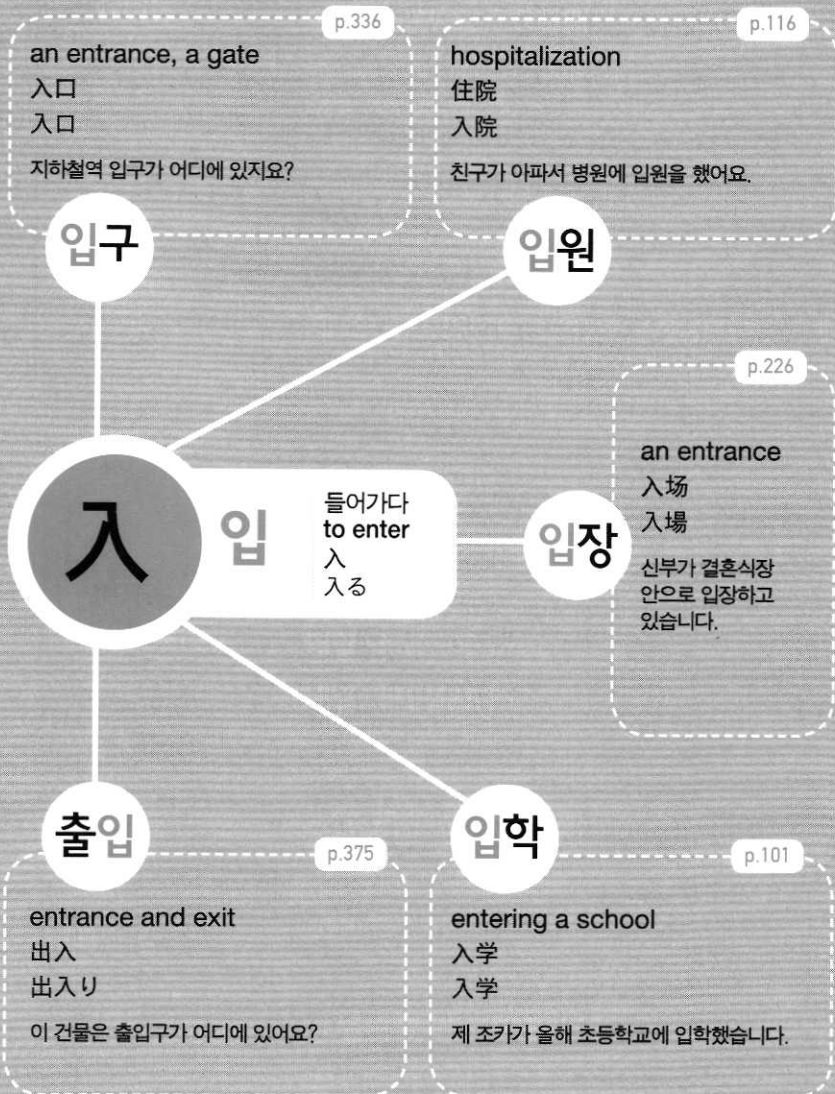 p.336
an entrance, a gate
入口
入口
지하철역 입구가 어디에 있지요?
입구
p.116
hospitalization
住院
入院
친구가 아파서 병원에 입원을 했어요.
입원
入
입
들어가다
to enter
入
入る
p.226
an entrance
入场
入場
신부가 결혼식장
안으로 입장하고
있습니다.
입장
출입
p.375
entrance and exit
出入
出入り
이 건물은 출입구가 어디에 있어요?
입학
p.101
entering a school
入学
入学
제 조카가 올해 초등학교에 입학했습니다.